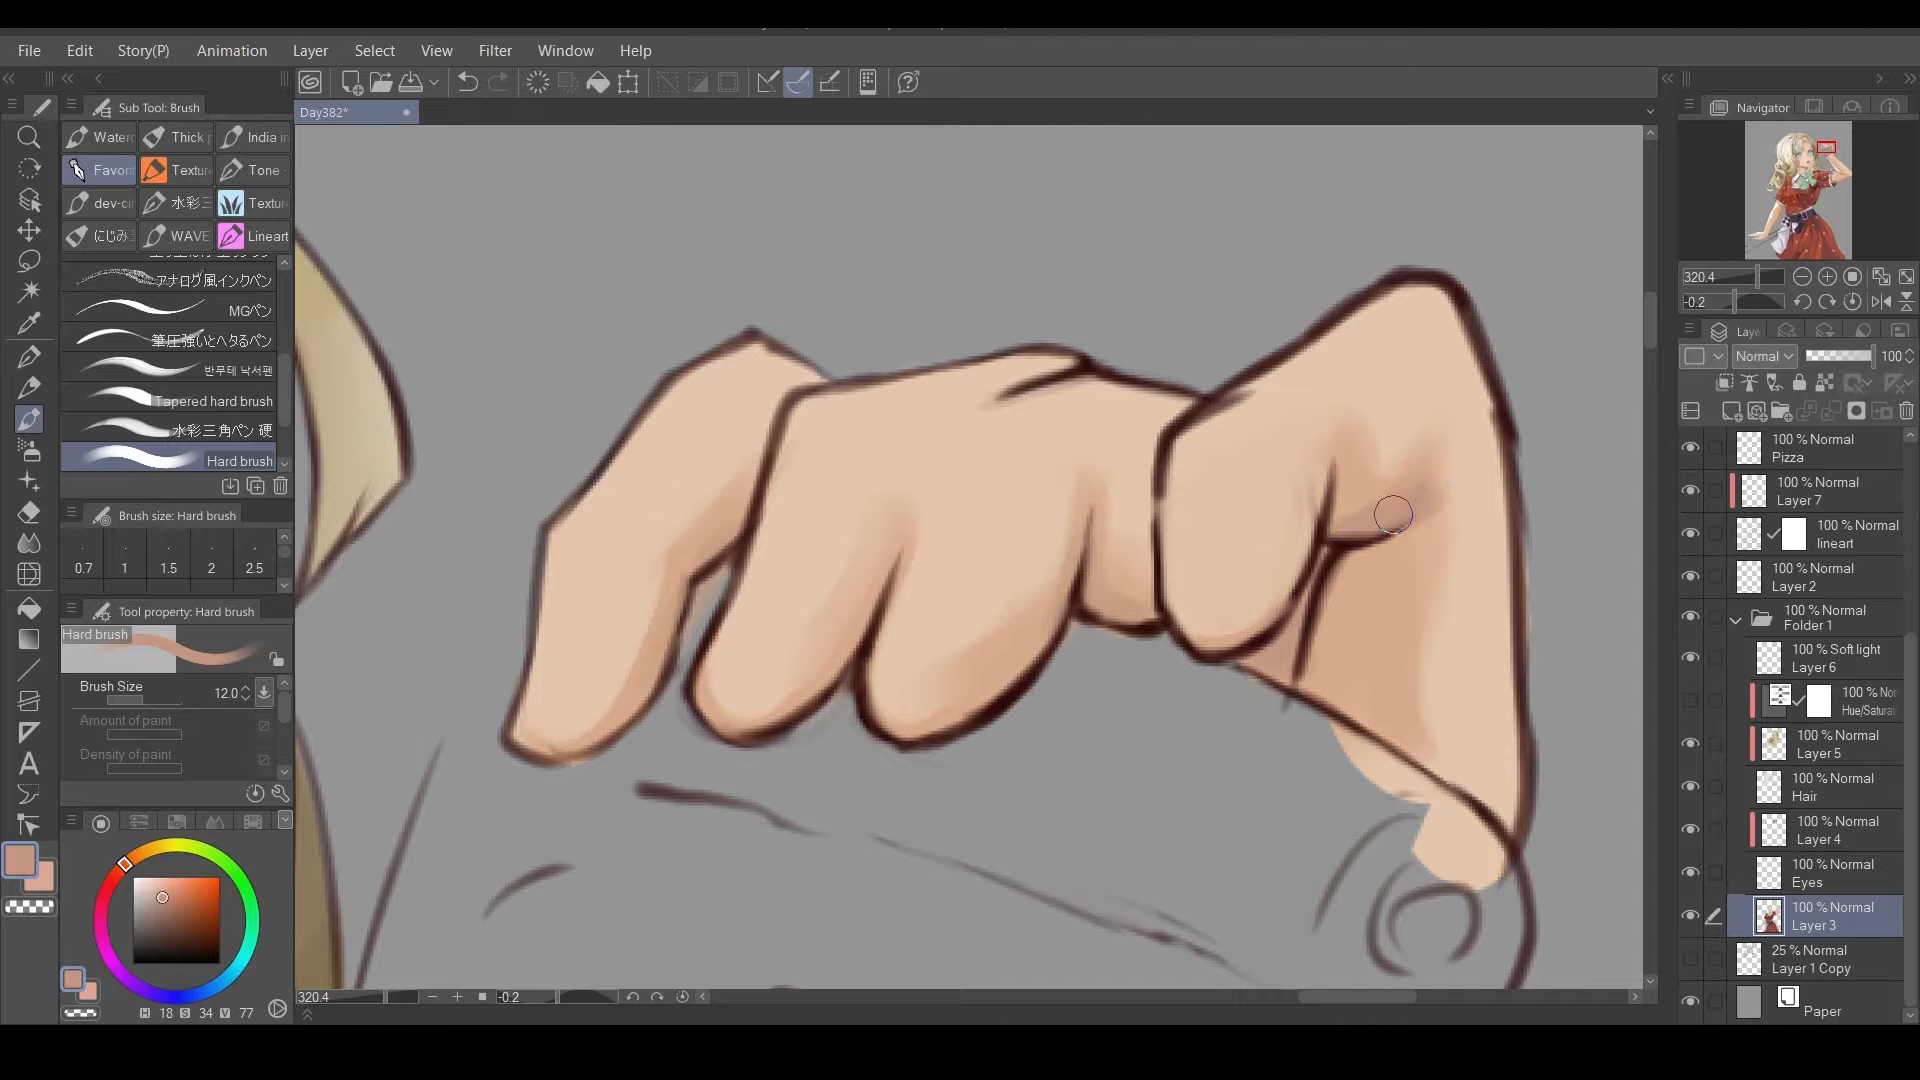 File Edit Story(P) Animation Layer Select View Filter Window Help
Sub Tool: Brush
Day382*
Navigator
Thick
Favor
Tone
水彩三
にじみ
WAVE
Lineart
アナログ風インクペン
MGペン
筆圧強いとヘタるペン
반무테 낙서펜
Tapered hard brush
水彩三角ペン 硬
Hard brush
Brush size: Hard brush
0.7 1 1.5 2 2.5
Tool property: Hard brush
Hard brush
Brush Size 12.0
Amount of paint
Density of paint
H 18 S 34 V 77
320.4 -0.2
320.4
-0.2
Laye
Normal 100
100 % Normal
Pizza
100 % Normal
Layer 7
100 % Normal
lineart
100 % Normal
Layer 2
100 % Normal
Folder 1
100 % Soft light
Layer 6
100 % Nor
Hue/Saturat
100 % Normal
Layer 5
100 % Normal
Hair
100 % Normal
Layer 4
100 % Normal
Eyes
100 % Normal
Layer 3
25 % Normal
Layer 1 Copy
Paper